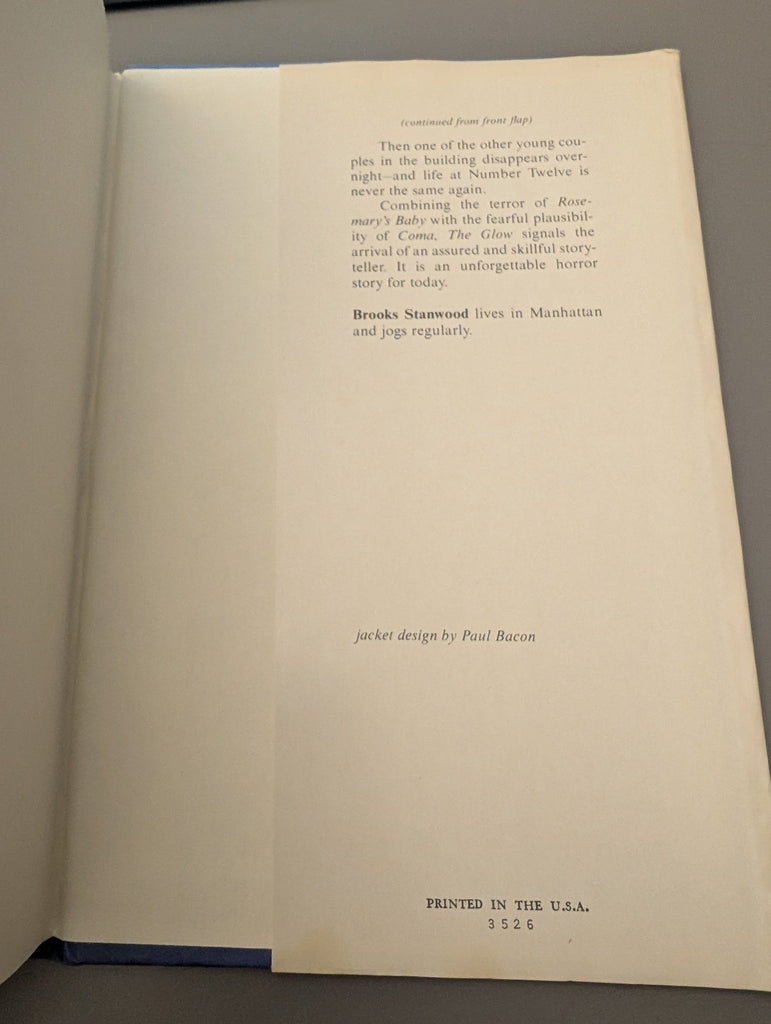 (continued from front flap)
Then one of the other young cou-
ples in the building disappears over-
night—and life at Number Twelve is
never the same again.
Combining the terror of Rose-
mary's Baby with the fearful plausibil-
ity of Coma, The Glow signals the
arrival of an assured and skillful story-
teller. It is an unforgettable horror
story for today.
Brooks Stanwood lives in Manhattan
and jogs regularly.
jacket design by Paul Bacon
PRINTED IN THE U.S.A.
3526